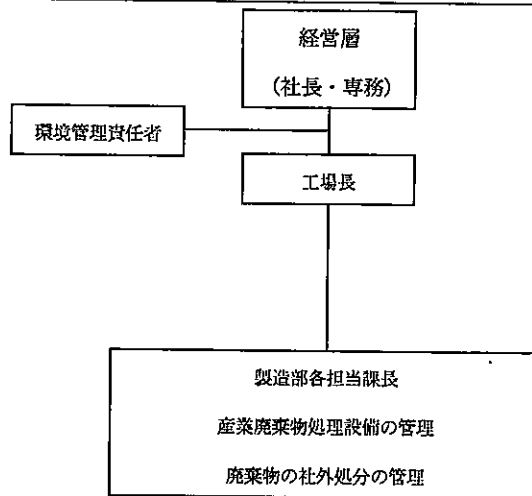 経営層
(社長・専務)
環境管理責任者
工場長
製造部各担当課長
産業廃棄物処理設備の管理
廃棄物の社外処分の管理